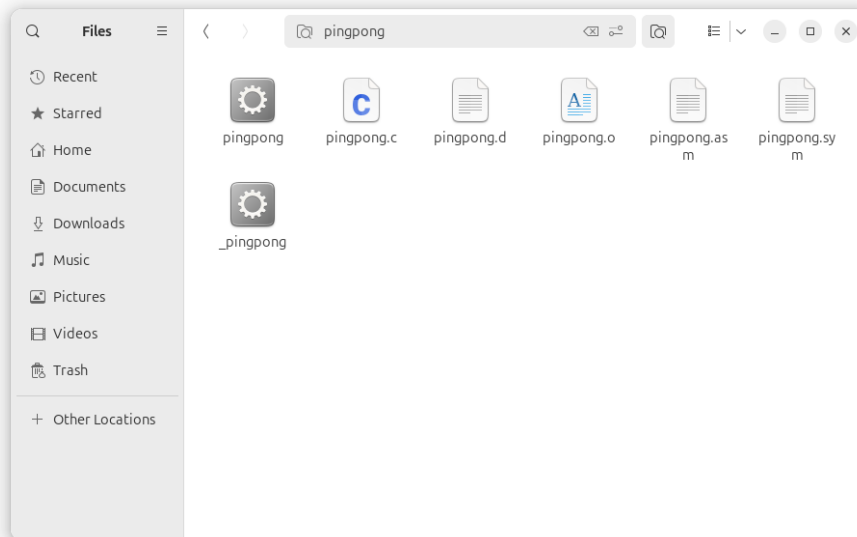 Files
pingpong
Recent
Starred
Home
Documents
Downloads
Music
Pictures
Videos
Trash
Other Locations
pingpong
pingpong.c
pingpong.d
pingpong.o
pingpong.as
m
pingpong.sy
m
_pingpong